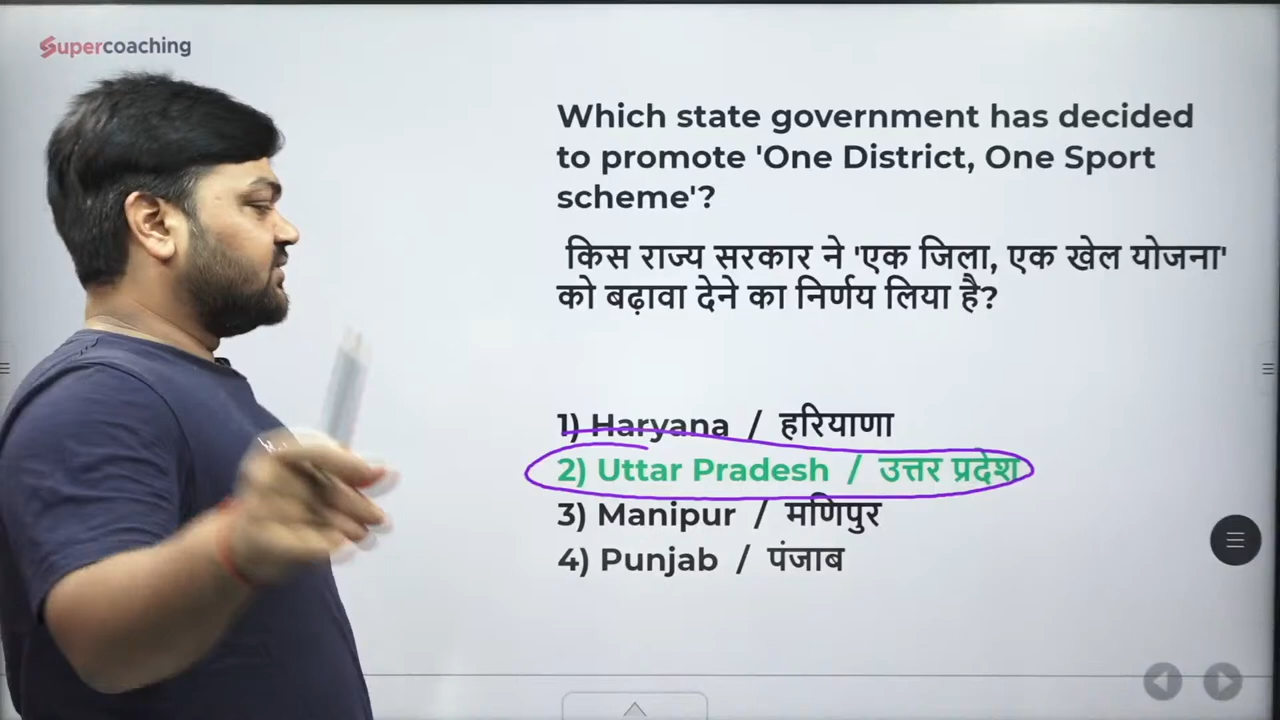 Supercoaching
Which state government has decided
to promote 'One District, One Sport
scheme'?
किस राज्य सरकार ने 'एक जिला, एक खेल योजना'
को बढ़ावा देने का निर्णय लिया है?
1) Haryana / हरियाणा
2) Uttar Pradesh / उत्तर प्रदेश
3) Manipur / मणिपुर
4) Punjab / पंजाब